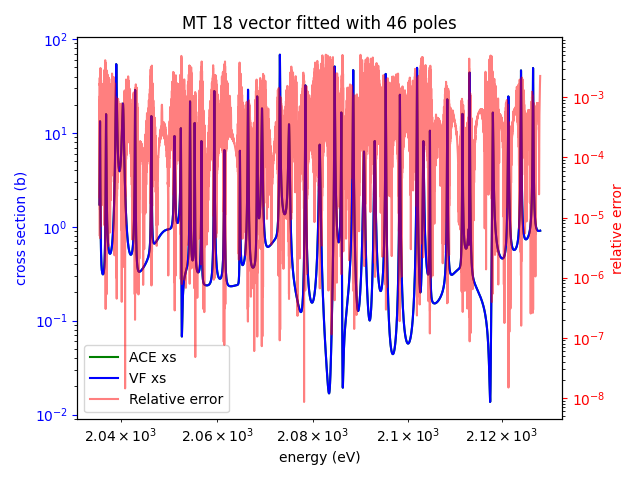 MT 18 vector fitted with 46 poles
10²
10¹
10⁰
10⁻¹
10⁻²
cross section (b)
10⁻³
10⁻⁴
10⁻⁵
10⁻⁶
10⁻⁷
10⁻⁸
relative error
ACE xs
VF xs
Relative error
2.04 × 10³ 2.06 × 10³ 2.08 × 10³ 2.1 × 10³ 2.12 × 10³
energy (eV)